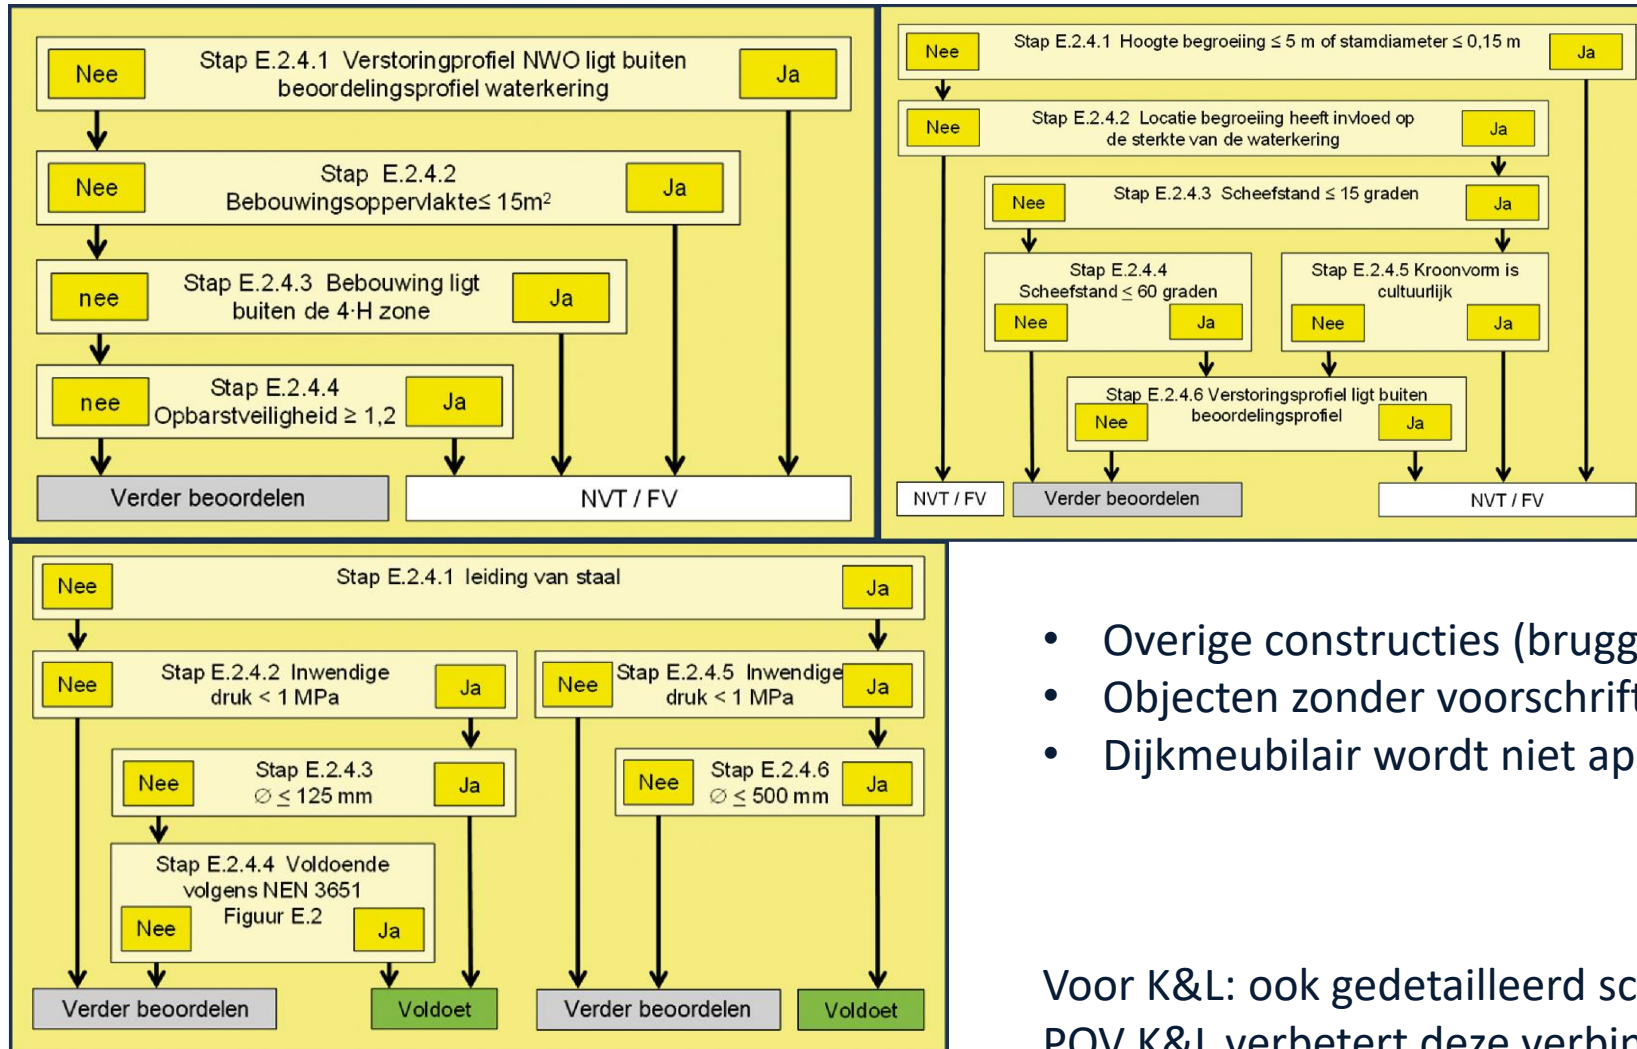 Nee
Stap E.2.4.1 Verstoringprofiel NWO ligt buiten
beoordelingsprofiel waterkering
Ja
Nee
Stap E.2.4.2
Bebouwingsoppervlakte≤ 15m²
Ja
nee
Stap E.2.4.3 Bebouwing ligt
buiten de 4·H zone
Ja
nee
Stap E.2.4.4
Opbarstveiligheid ≥ 1,2
Ja
Verder beoordelen
NVT / FV
Nee
Stap E.2.4.1 Hoogte begroeiing ≤ 5 m of stamdiameter ≤ 0,15 m
Ja
Nee
Stap E.2.4.2 Locatie begroeiing heeft invloed op
de sterkte van de waterkering
Ja
Nee
Stap E.2.4.3 Scheefstand ≤ 15 graden
Ja
Stap E.2.4.4
Scheefstand ≤ 60 graden
Nee
Ja
Stap E.2.4.5 Kroonvorm is
cultuurlijk
Nee
Ja
Stap E.2.4.6 Verstoringsprofiel ligt buiten
beoordelingsprofiel
Nee
Ja
NVT / FV
Verder beoordelen
NVT / FV
Nee
Stap E.2.4.1 leiding van staal
Ja
Nee
Stap E.2.4.2 Inwendige
druk < 1 MPa
Ja
Nee
Stap E.2.4.5 Inwendige
druk < 1 MPa
Ja
Nee
Stap E.2.4.3
∅ ≤ 125 mm
Ja
Nee
Stap E.2.4.6
∅ ≤ 500 mm
Ja
Stap E.2.4.4 Voldoende
volgens NEN 3651
Figuur E.2
Nee
Ja
Verder beoordelen
Voldoet
Verder beoordelen
Voldoet
• Overige constructies (brugg
• Objecten zonder voorschrift
• Dijkmeubilair wordt niet ap
Voor K&L: ook gedetailleerd sc
POV K&L verbetert deze verbin